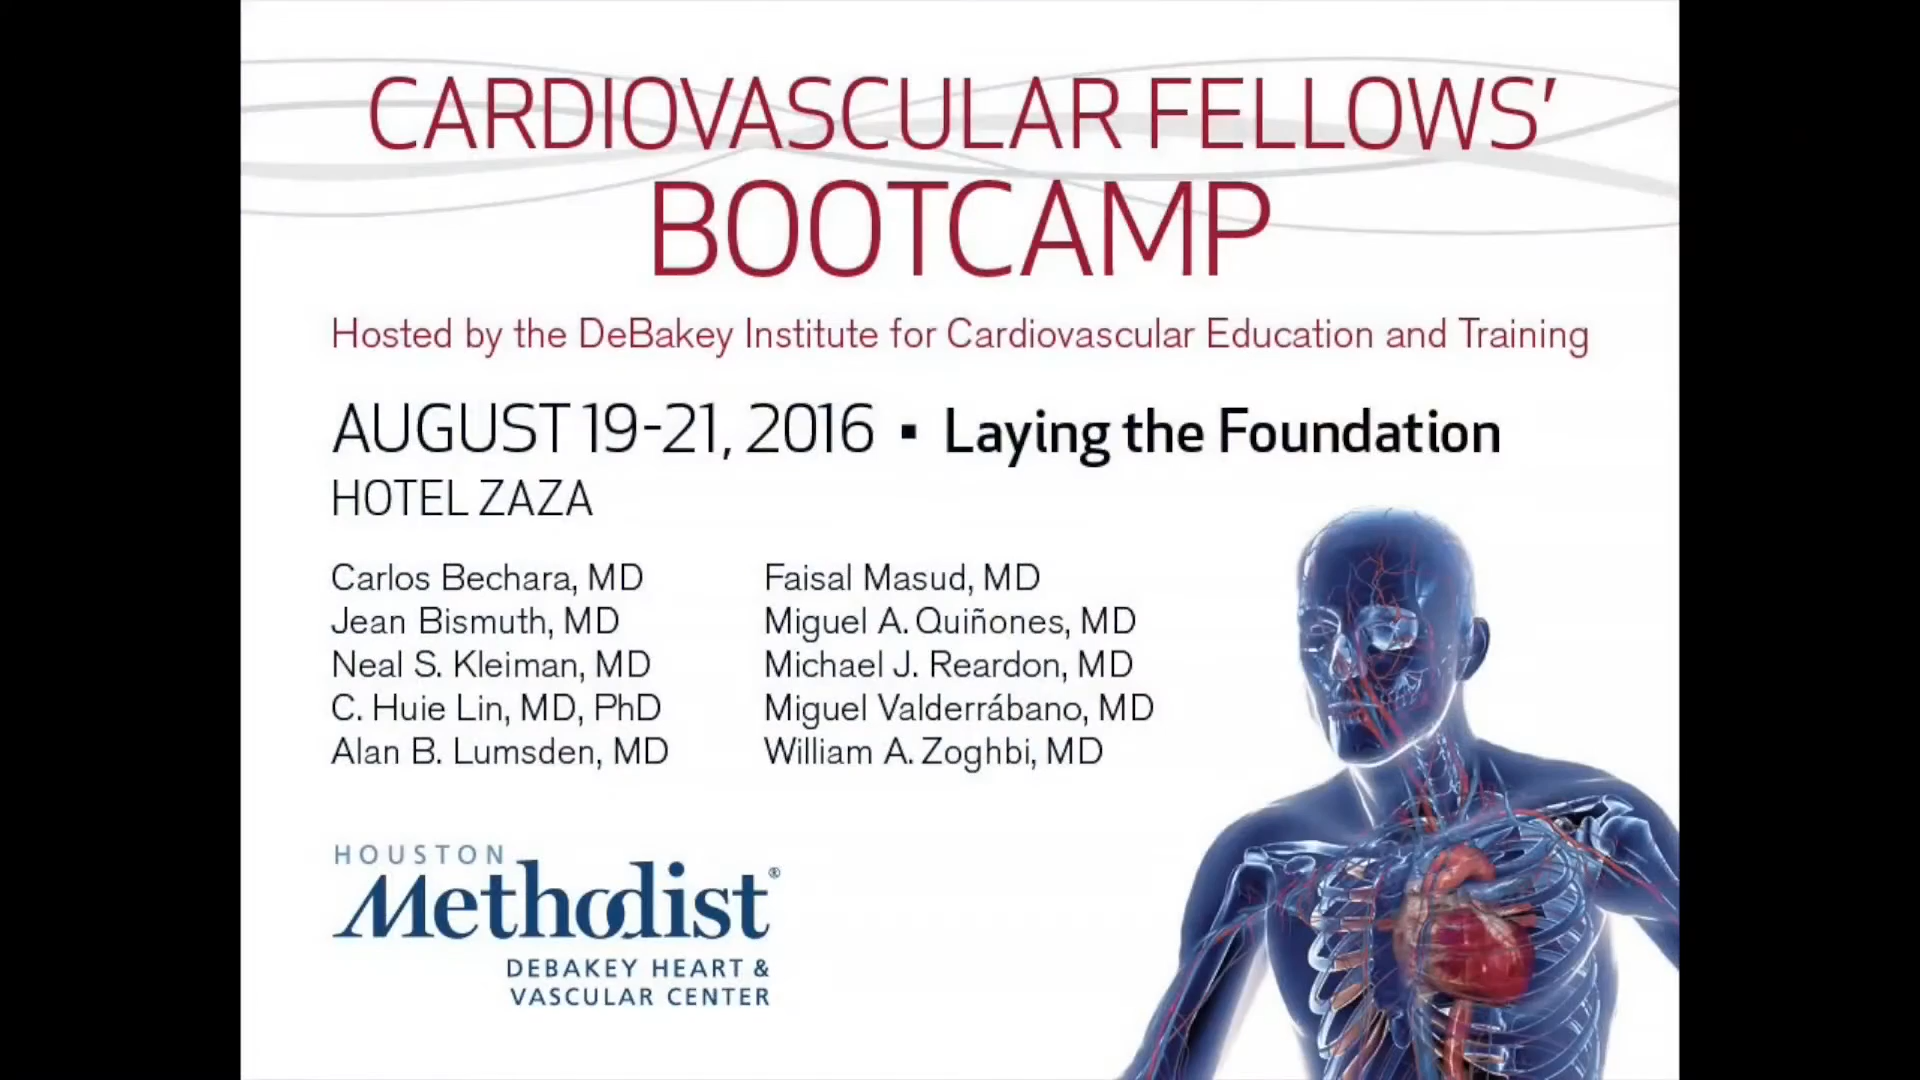 CARDIOVASCULAR FELLOWS'
BOOTCAMP
Hosted by the DeBakey Institute for Cardiovascular Education and Training
AUGUST 19-21, 2016 ▪ Laying the Foundation
HOTEL ZAZA
Carlos Bechara, MD
Jean Bismuth, MD
Neal S. Kleiman, MD
C. Huie Lin, MD, PhD
Alan B. Lumsden, MD
Faisal Masud, MD
Miguel A. Quiñones, MD
Michael J. Reardon, MD
Miguel Valderrábano, MD
William A. Zoghbi, MD
HOUSTON
Methodist®
DEBAKEY HEART &
VASCULAR CENTER